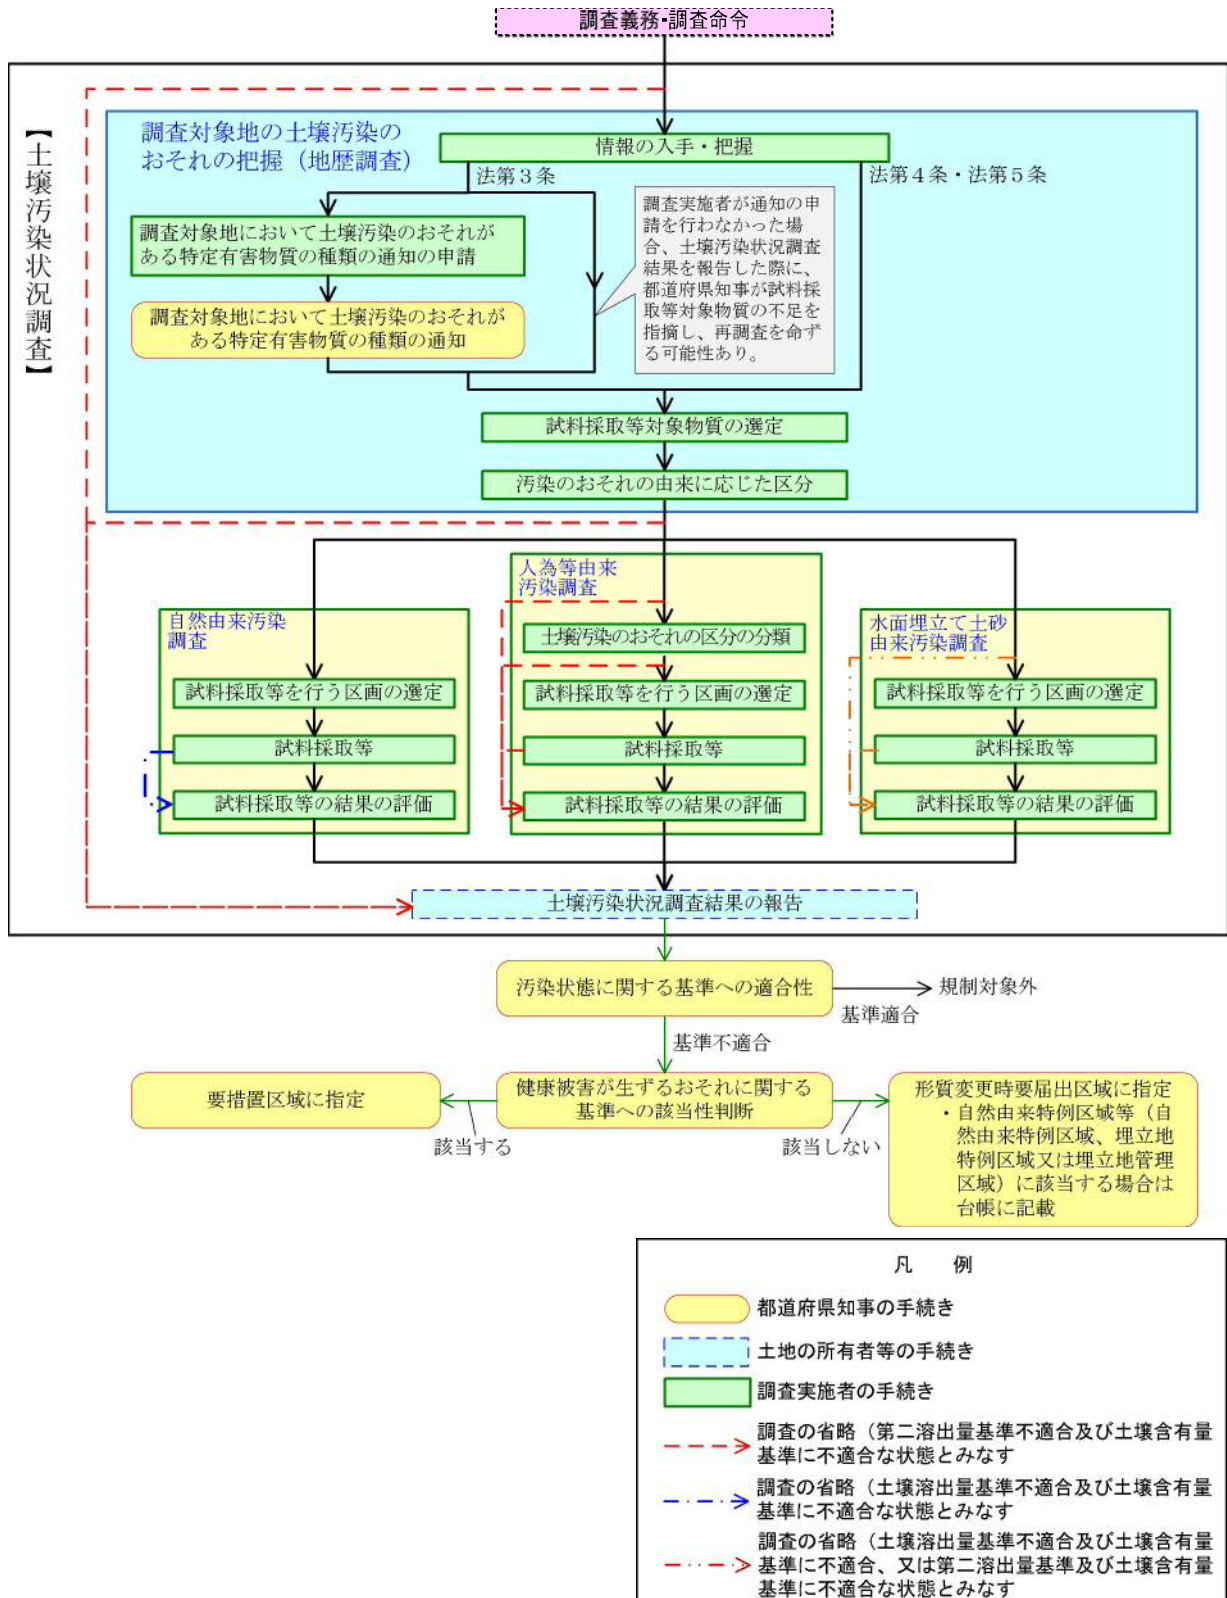 調査義務・調査命令
【土壌汚染状況調査】
調査対象地の土壌汚染の
おそれの把握（地歴調査）
情報の入手・把握
法第３条
法第４条・法第５条
調査対象地において土壌汚染のおそれが
ある特定有害物質の種類の通知の申請
調査対象地において土壌汚染のおそれが
ある特定有害物質の種類の通知
調査実施者が通知の申
請を行わなかった場
合、土壌汚染状況調査
結果を報告した際に、
都道府県知事が試料採
取等対象物質の不足を
指摘し、再調査を命ず
る可能性あり。
試料採取等対象物質の選定
汚染のおそれの由来に応じた区分
自然由来汚染
調査
試料採取等を行う区画の選定
試料採取等
試料採取等の結果の評価
人為等由来
汚染調査
土壌汚染のおそれの区分の分類
試料採取等を行う区画の選定
試料採取等
試料採取等の結果の評価
水面埋立て土砂
由来汚染調査
試料採取等を行う区画の選定
試料採取等
試料採取等の結果の評価
土壌汚染状況調査結果の報告
汚染状態に関する基準への適合性
規制対象外
基準適合
基準不適合
要措置区域に指定
健康被害が生ずるおそれに関する
基準への該当性判断
該当する
該当しない
形質変更時要届出区域に指定
・自然由来特例区域等（自
然由来特例区域、埋立地
特例区域又は埋立地管理
区域）に該当する場合は
台帳に記載
凡　例
都道府県知事の手続き
土地の所有者等の手続き
調査実施者の手続き
調査の省略（第二溶出量基準不適合及び土壌含有量
基準に不適合な状態とみなす
調査の省略（土壌溶出量基準不適合及び土壌含有量
基準に不適合な状態とみなす
調査の省略（土壌溶出量基準不適合及び土壌含有量
基準に不適合、又は第二溶出量基準及び土壌含有量
基準に不適合な状態とみなす